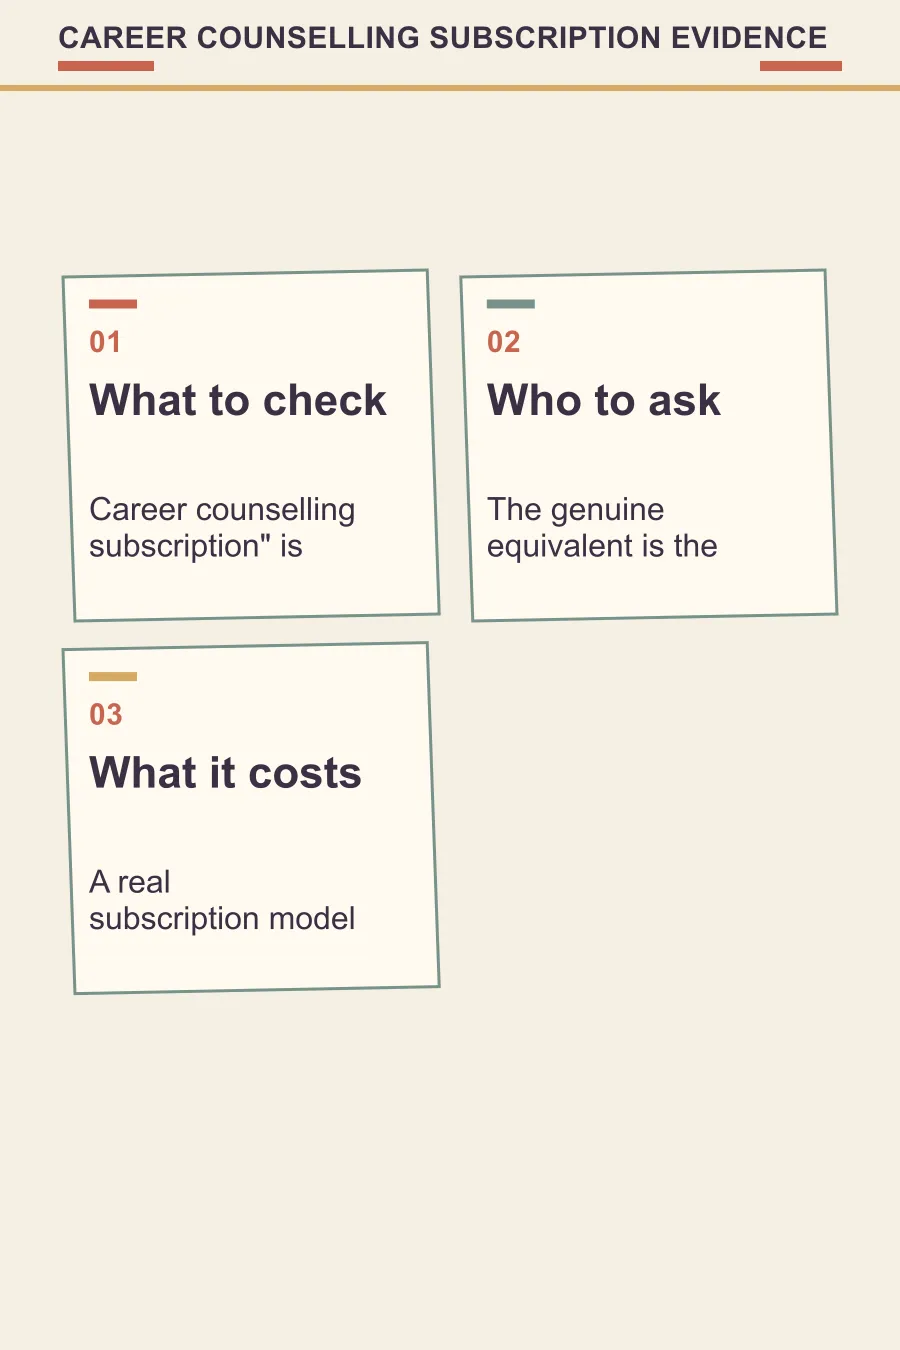 CAREER COUNSELLING SUBSCRIPTION EVIDENCE
01
What to check
Career counselling
subscription" is
02
Who to ask
The genuine
equivalent is the
03
What it costs
A real
subscription model